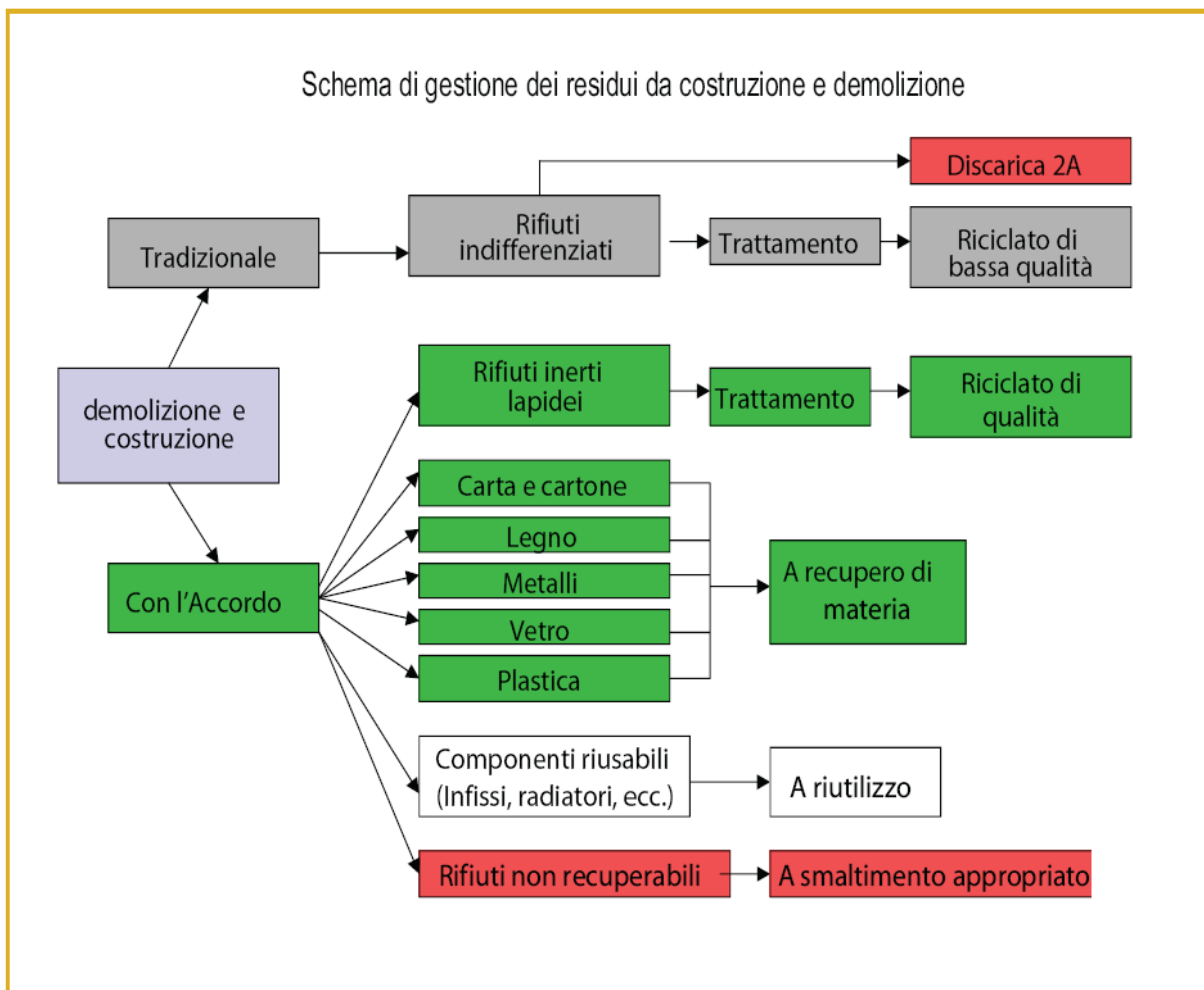 Schema di gestione dei residui da costruzione e demolizione
Discarica 2A
Tradizionale
Rifiuti
indifferenziati
Trattamento
Riciclato di
bassa qualità
demolizione e
costruzione
Rifiuti inerti
lapidei
Trattamento
Riciclato di
qualità
Carta e cartone
Legno
Metalli
Vetro
Plastica
A recupero di
materia
Con l'Accordo
Componenti riusabili
(Infissi, radiatori, ecc.)
A riutilizzo
Rifiuti non recuperabili
A smaltimento appropriato